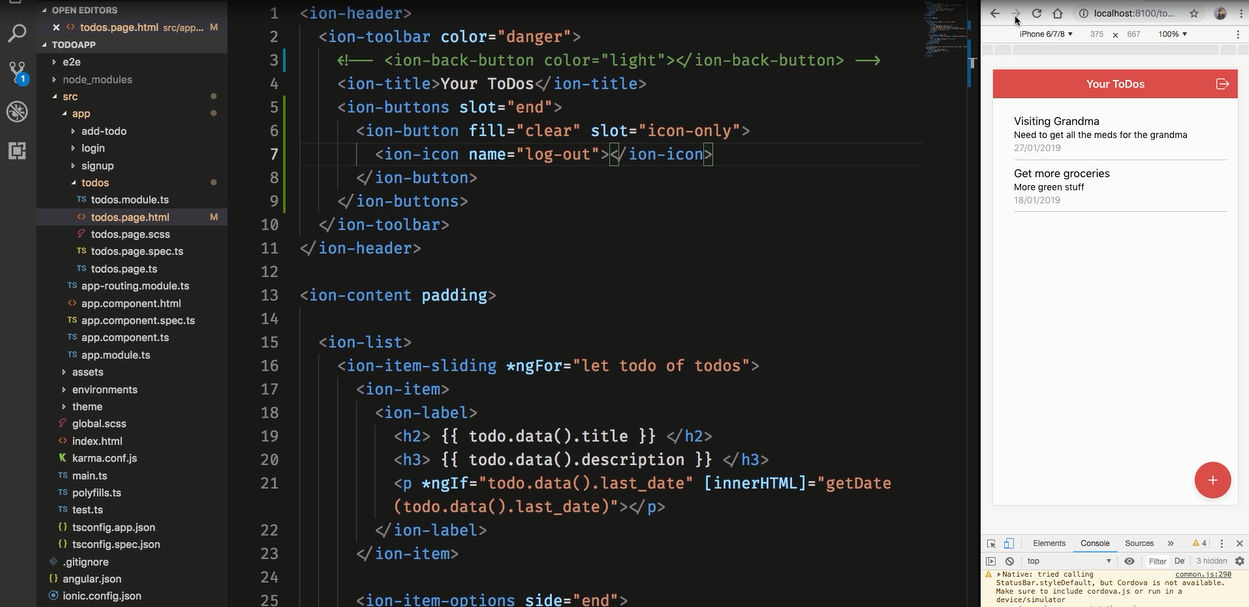 OPEN EDITORS
todos.page.html src/app... M
TODOAPP
e2e
node_modules
src
app
add-todo
login
signup
todos
TS todos.module.ts
<> todos.page.html M
todos.page.scss
TS todos.page.spec.ts
TS todos.page.ts
TS app-routing.module.ts
<> app.component.html
TS app.component.spec.ts
TS app.component.ts
TS app.module.ts
assets
environments
theme
global.scss
<> index.html
karma.conf.js
TS main.ts
TS polyfills.ts
TS test.ts
{} tsconfig.app.json
{} tsconfig.spec.json
.gitignore
{} angular.json
ionic.config.json
1
1 <ion-header>
2 <ion-toolbar color="danger">
3 <!-- <ion-back-button color="light"></ion-back-button> -->
4 <ion-title>Your ToDos</ion-title>
5 <ion-buttons slot="end">
6 <ion-button fill="clear" slot="icon-only">
7 <ion-icon name="log-out"></ion-icon>
8 </ion-button>
9 </ion-buttons>
10 </ion-toolbar>
11 </ion-header>
12
13 <ion-content padding>
14
15 <ion-list>
16 <ion-item-sliding *ngFor="let todo of todos">
17 <ion-item>
18 <ion-label>
19 <h2> {{ todo.data().title }} </h2>
20 <h3> {{ todo.data().description }} </h3>
21 <p *ngIf="todo.data().last_date" [innerHTML]="getDate
(todo.data().last_date)"></p>
22 </ion-label>
23 </ion-item>
24
25 <ion-item-options side="end">
localhost:8100/to...
iPhone 6/7/8 ▾ 375 × 667 100% ▾
Your ToDos
Visiting Grandma
Need to get all the meds for the grandma
27/01/2019
Get more groceries
More green stuff
18/01/2019
+
Elements Console Sources » 4
top Filter De 3 hidden
Native: tried calling common.js:290
StatusBar.styleDefault, but Cordova is not available.
Make sure to include cordova.js or run in a
device/simulator